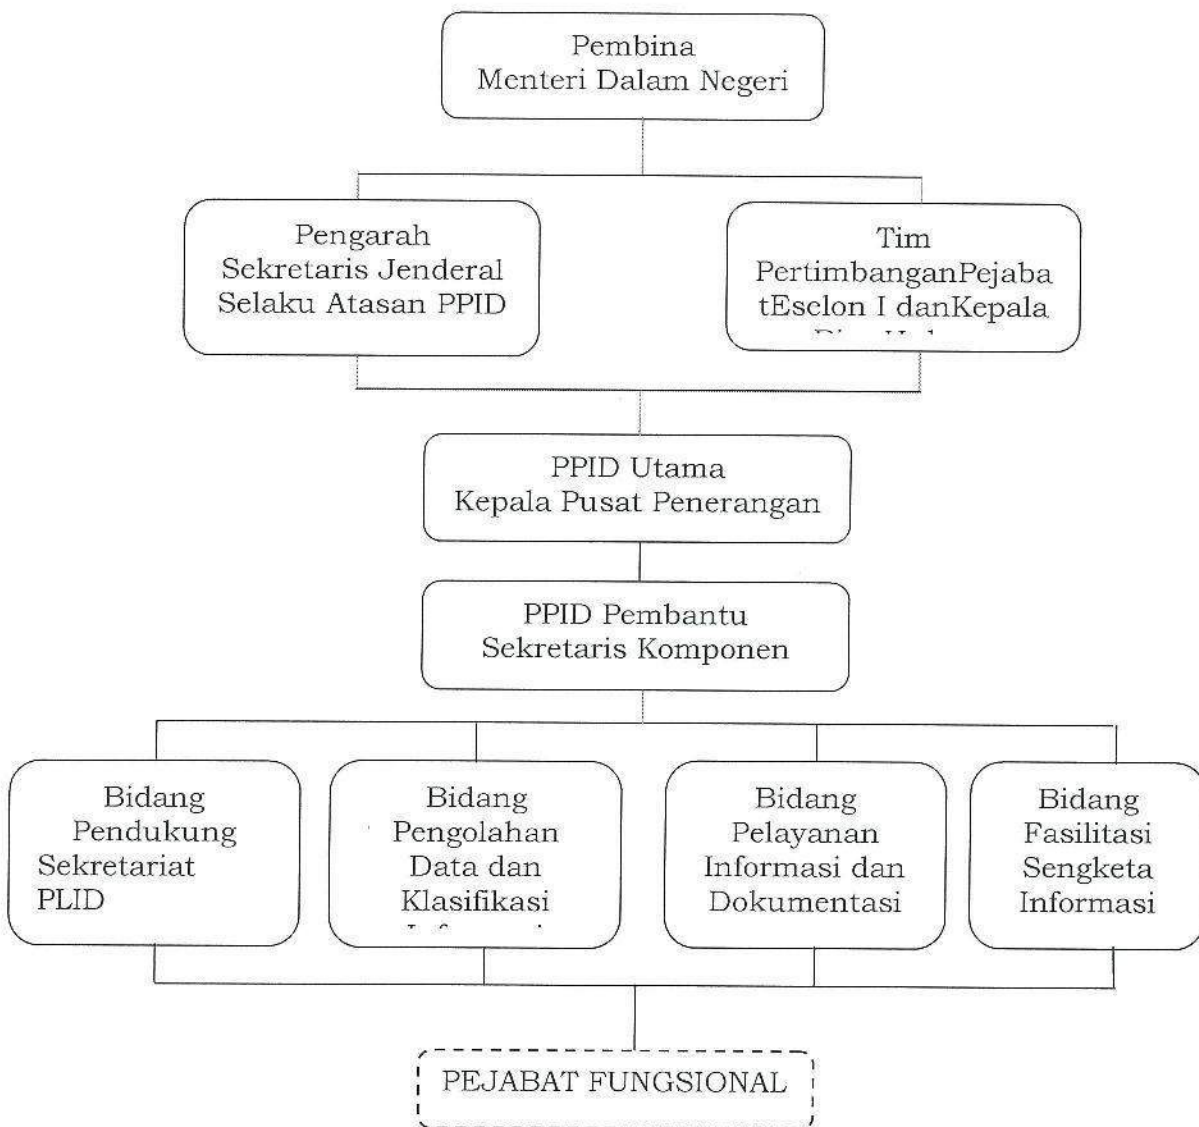 Pembina
Menteri Dalam Negeri
Pengarah
Sekretaris Jenderal
Selaku Atasan PPID
Tim
PertimbanganPejaba
tEselon I danKepala
PPID Utama
Kepala Pusat Penerangan
PPID Pembantu
Sekretaris Komponen
Bidang
Pendukung
Sekretariat
PLID
Bidang
Pengolahan
Data dan
Klasifikasi
Bidang
Pelayanan
Informasi dan
Dokumentasi
Bidang
Fasilitasi
Sengketa
Informasi
PEJABAT FUNGSIONAL